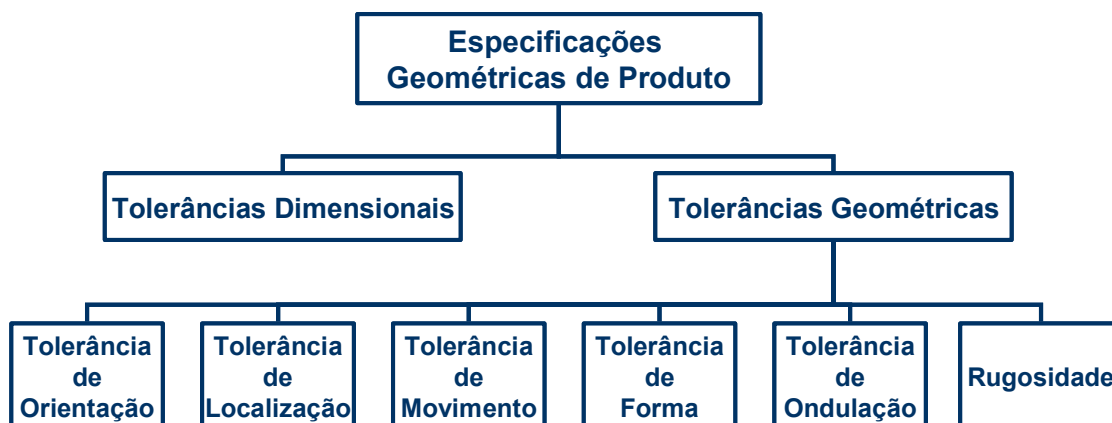 Especificações
Geométricas de Produto
Tolerâncias Dimensionais
Tolerâncias Geométricas
Tolerância
de
Orientação
Tolerância
de
Localização
Tolerância
de
Movimento
Tolerância
de
Forma
Tolerância
de
Ondulação
Rugosidade